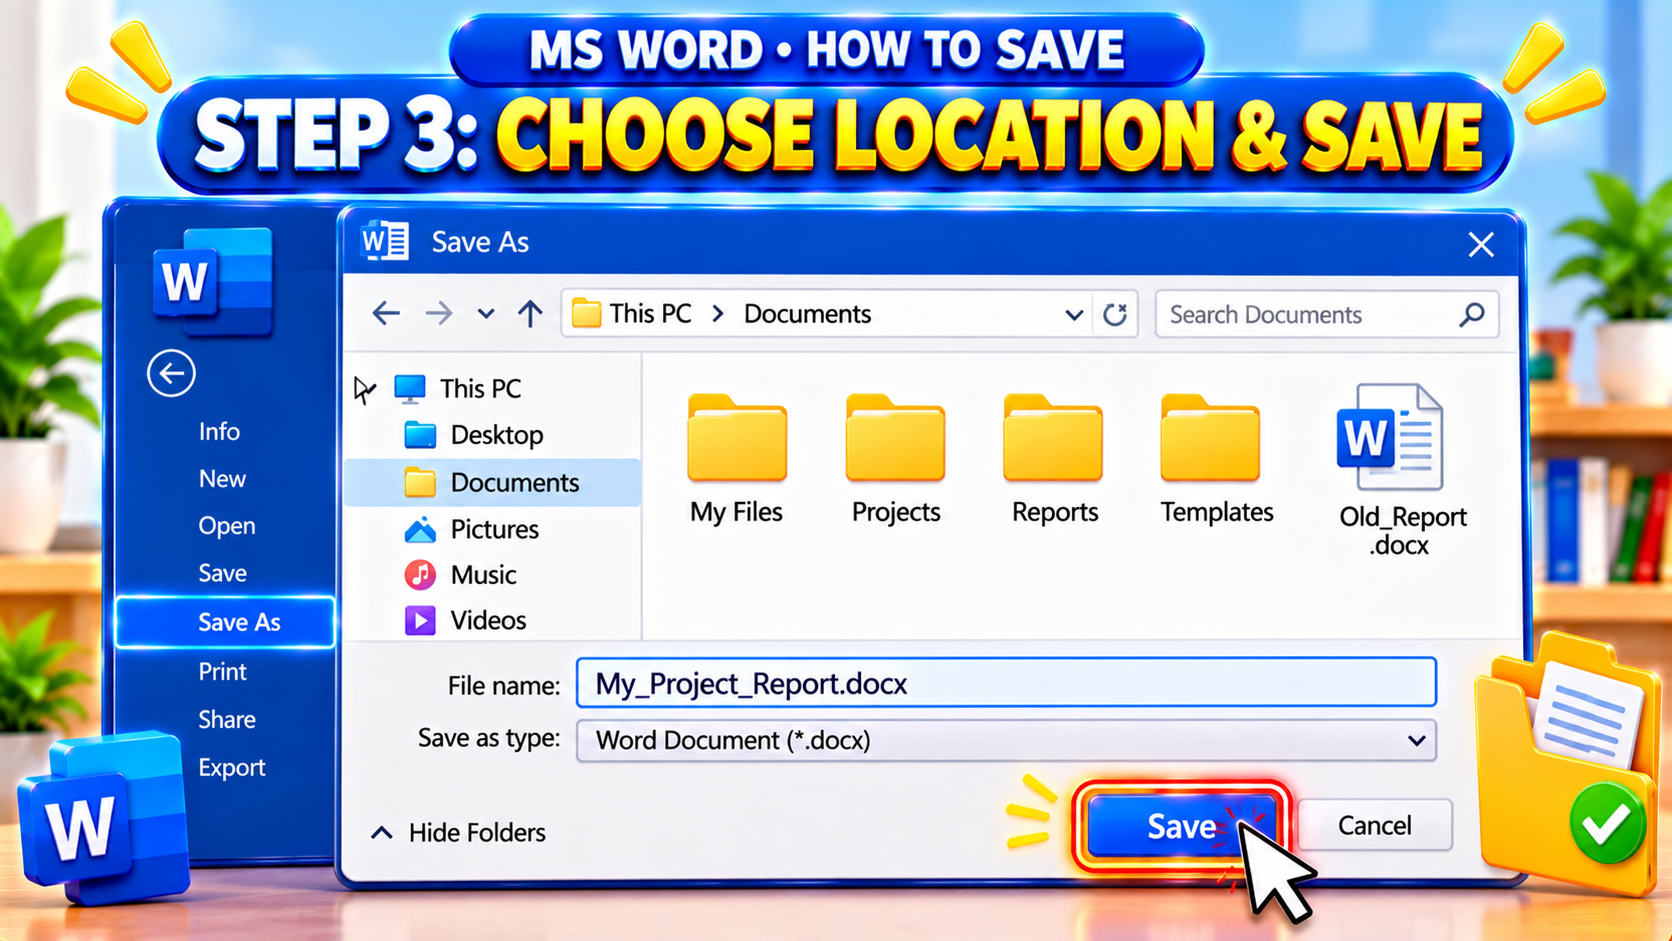 MS WORD • HOW TO SAVE
STEP 3: CHOOSE LOCATION & SAVE
W
W
Save As
This PC > Documents
Search Documents
Info
New
Open
Save
Save As
Print
Share
Export
This PC
Desktop
Documents
Pictures
Music
Videos
My Files
Projects
Reports
Templates
W
Old_Report
.docx
File name: My_Project_Report.docx
Save as type: Word Document (*.docx)
Hide Folders
Save
Cancel
W